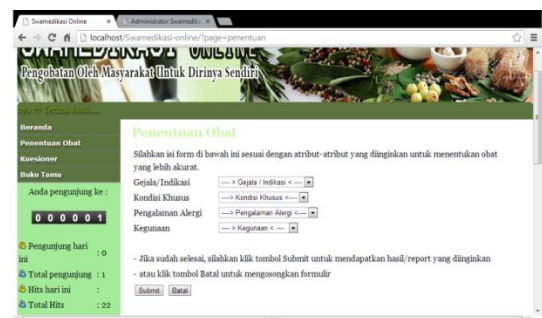 Swamedikasi Online
Administrator Swamedik
localhost/Swamedikasi-online/?page=penentuan
SWAMEDIKASI ONLINE
Pengobatan Oleh Masyarakat Untuk Dirinya Sendiri
Beranda
Penentuan Obat
Kuesioner
Buku Tamu
Anda pengunjung ke :
0 0 0 0 0 1
Pengunjung hari ini : 0
Total pengunjung : 1
Hits hari ini :
Total Hits : 22
Penentuan Obat
Silahkan isi form di bawah ini sesuai dengan atribut-atribut yang diinginkan untuk menentukan obat
yang lebih akurat.
Gejala/Indikasi ---- > Gejala / Indikasi < ----
Kondisi Khusus ----> Kondisi Khusus <----
Pengalaman Alergi ----> Pengalaman Alergi <----
Kegunaan ---- > Kegunaan < ----
- Jika sudah selesai, silahkan klik tombol Submit untuk mendapatkan hasil/report yang diinginkan
- atau klik tombol Batal untuk mengosongkan formulir
Submit Batal